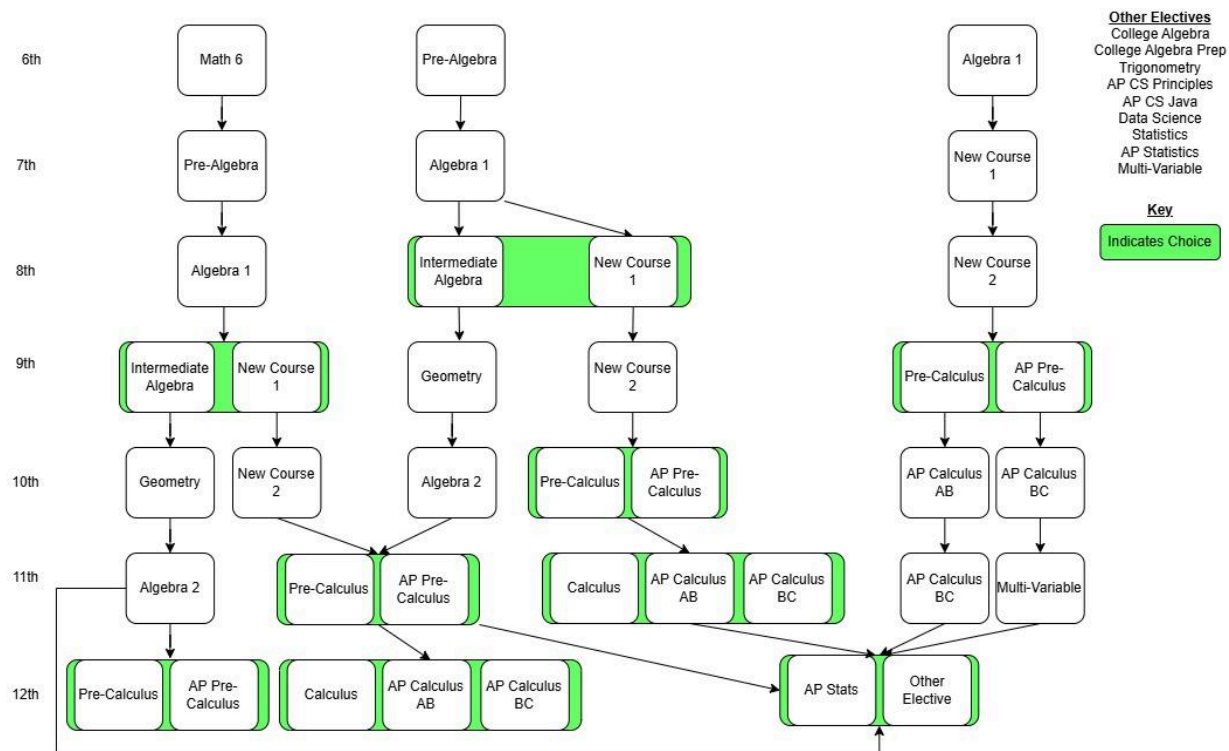 Other Electives
College Algebra
College Algebra Prep
Trigonometry
AP CS Principles
AP CS Java
Data Science
Statistics
AP Statistics
Multi-Variable
Key
Indicates Choice
6th
Math 6
Pre-Algebra
Algebra 1
7th
Pre-Algebra
Algebra 1
New Course
1
8th
Algebra 1
Intermediate
Algebra
New Course
1
New Course
2
9th
Intermediate
Algebra
New Course
1
Geometry
New Course
2
Pre-Calculus
AP Pre-
Calculus
10th
Geometry
New Course
2
Algebra 2
Pre-Calculus
AP Pre-
Calculus
AP Calculus
AB
AP Calculus
BC
11th
Algebra 2
Pre-Calculus
AP Pre-
Calculus
Calculus
AP Calculus
AB
AP Calculus
BC
AP Calculus
BC
Multi-Variable
12th
Pre-Calculus
AP Pre-
Calculus
Calculus
AP Calculus
AB
AP Calculus
BC
AP Stats
Other
Elective